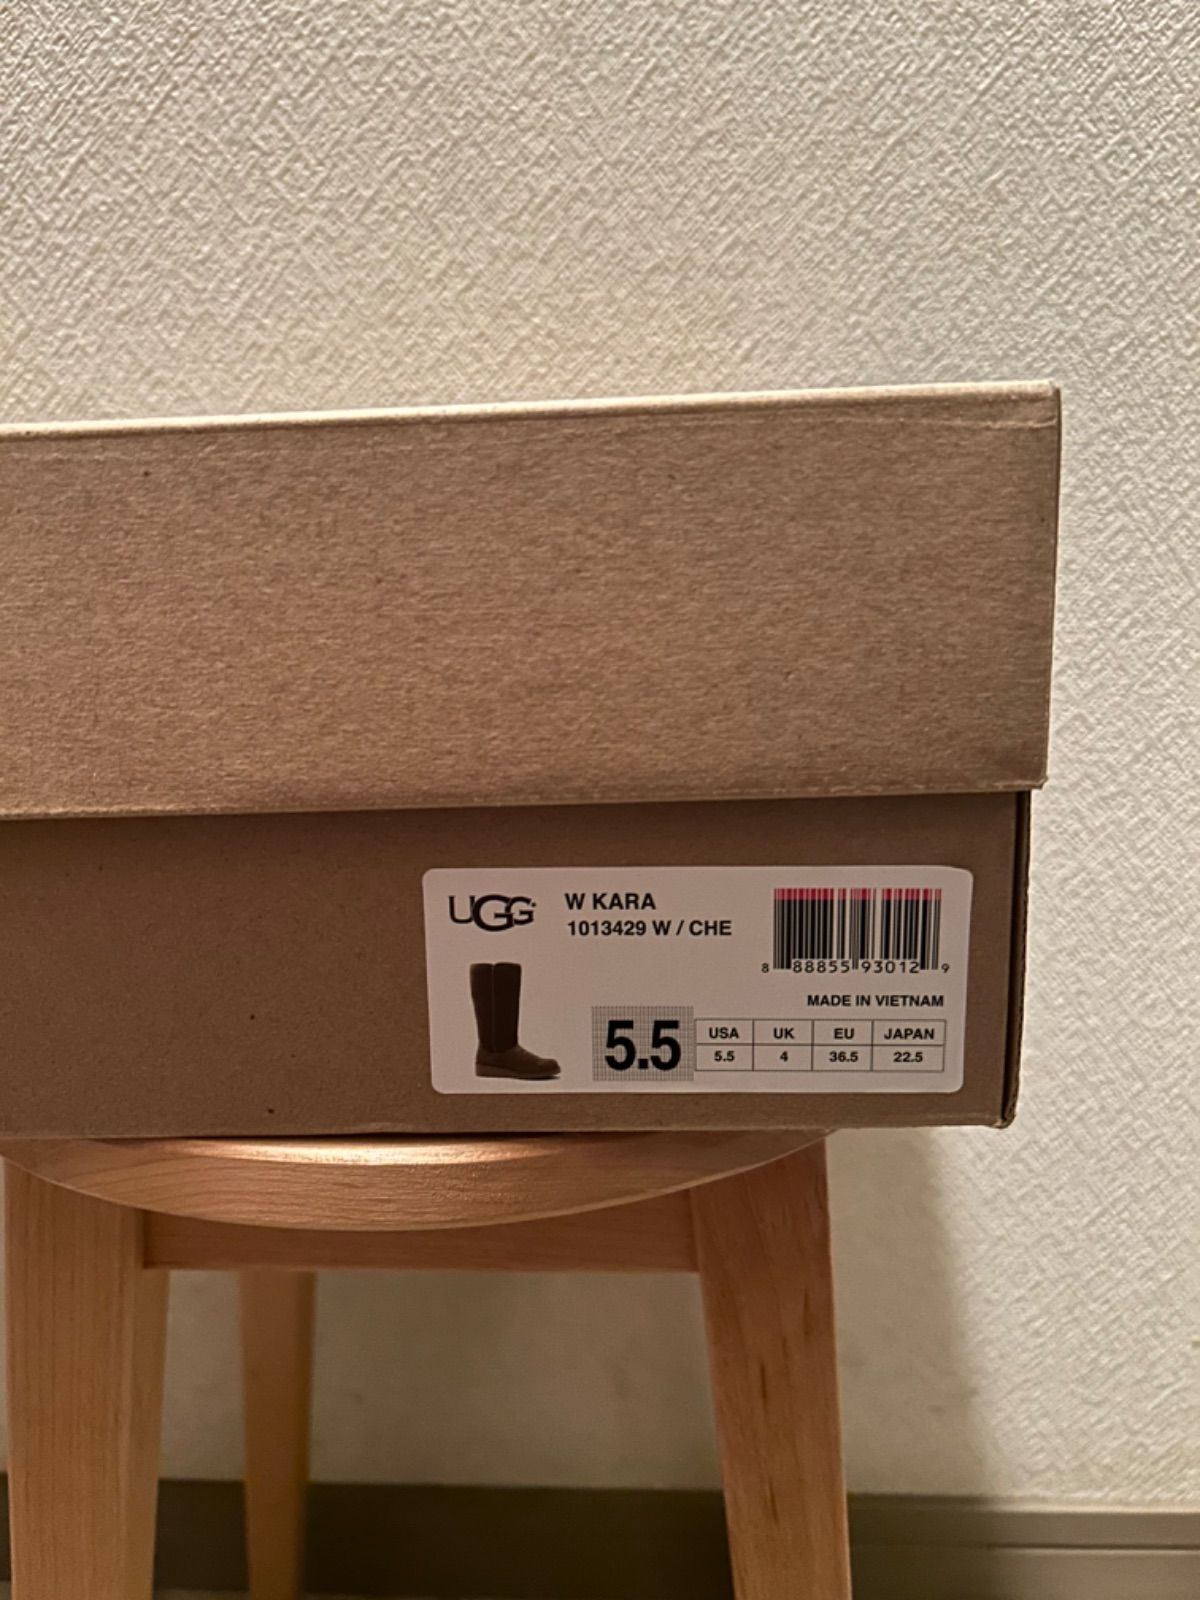 UGG
W KARA
1013429 W / CHE
8 88855 93012 9
MADE IN VIETNAM
5.5
USA UK EU JAPAN
5.5 4 36.5 22.5